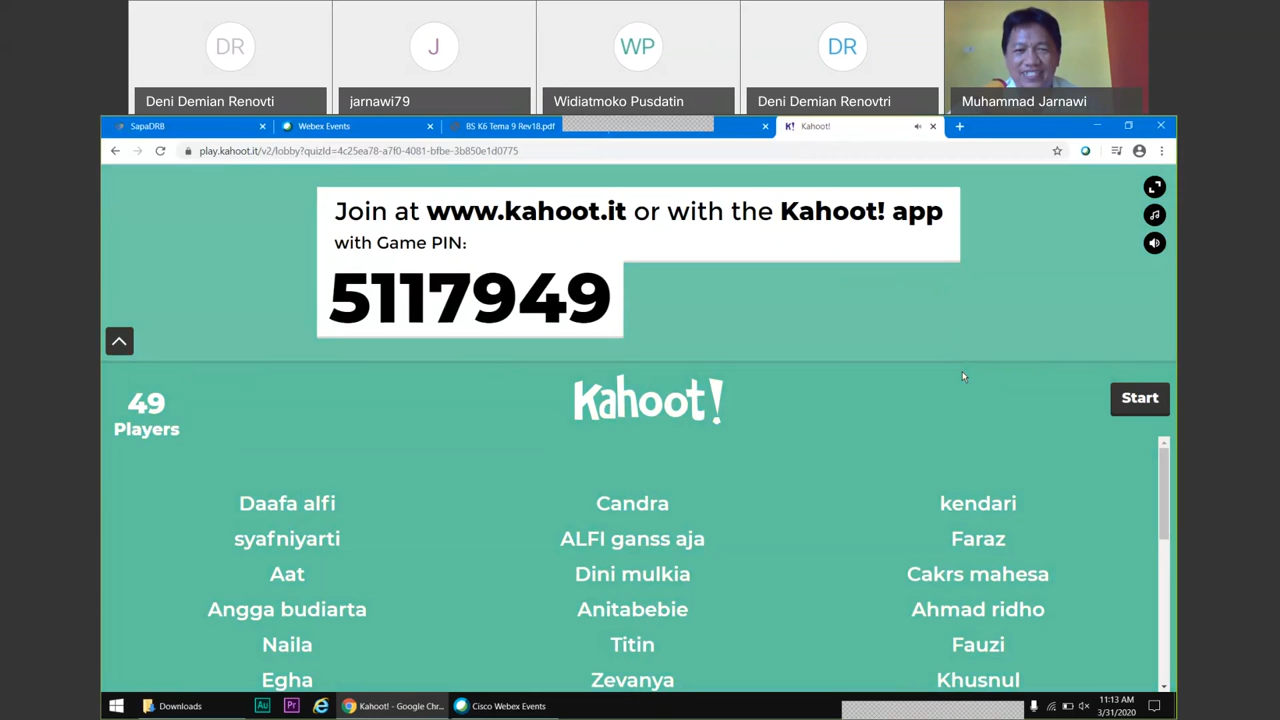 DR
J
WP
DR
Deni Demian Renovti
jarnawi79
Widiatmoko Pusdatin
Deni Demian Renovtri
Muhammad Jarnawi
SapaDRB
Webex Events
BS K6 Tema 9 Rev18.pdf
K! Kahoot!
play.kahoot.it/v2/lobby?quizId=4c25ea78-a7f0-4081-bfbe-3b850e1d0775
Join at www.kahoot.it or with the Kahoot! app
with Game PIN:
5117949
49
Players
Kahoot!
Start
Daafa alfi
Candra
kendari
syafniyarti
ALFI ganss aja
Faraz
Aat
Dini mulkia
Cakrs mahesa
Angga budiarta
Anitabebie
Ahmad ridho
Naila
Titin
Fauzi
Egha
Zevanya
Khusnul
Downloads
Au
Pr
Kahoot! - Google Chr...
Cisco Webex Events
11:13 AM
3/31/2020